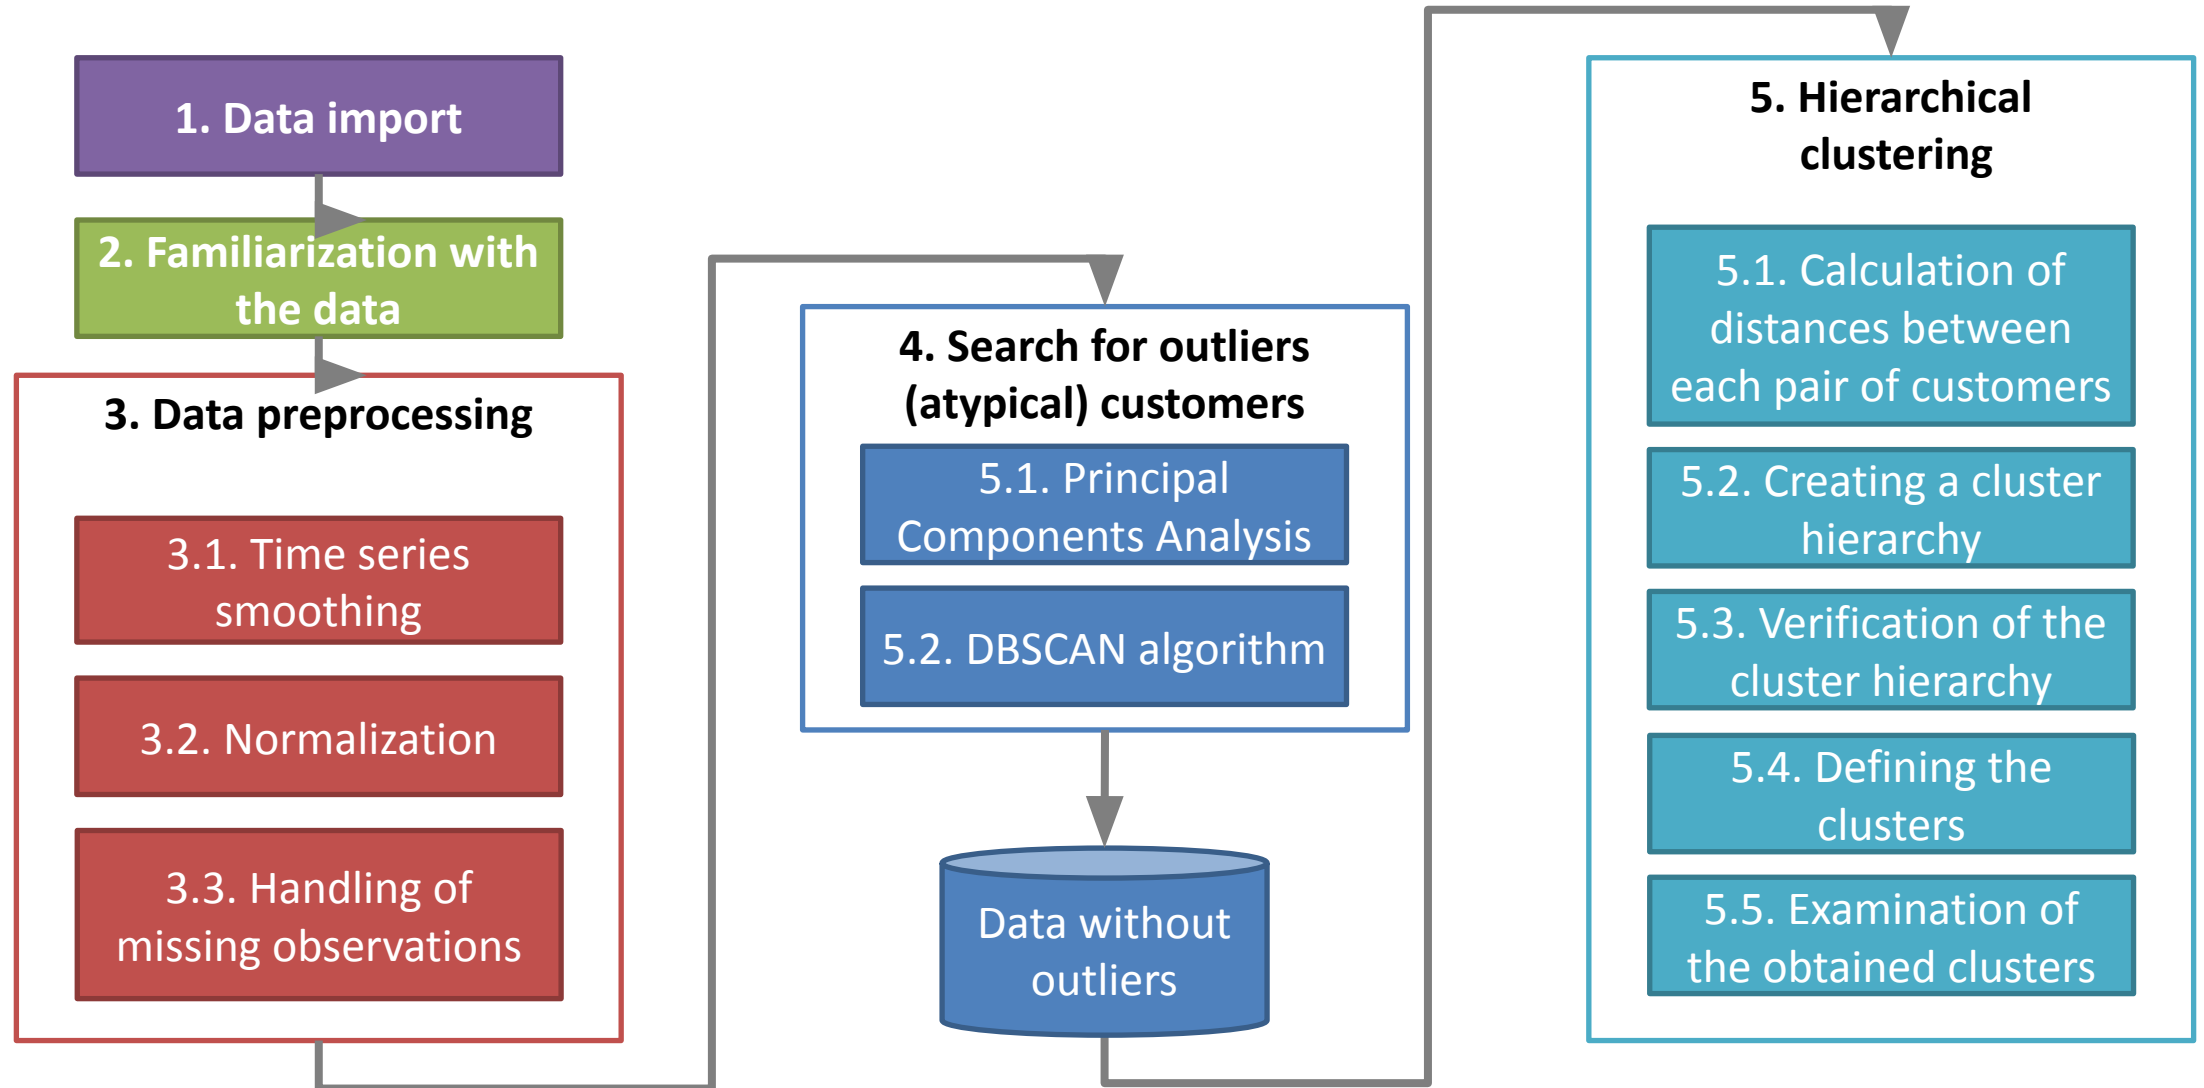 1. Data import
2. Familiarization with
the data
3. Data preprocessing
3.1. Time series
smoothing
3.2. Normalization
3.3. Handling of
missing observations
4. Search for outliers
(atypical) customers
5.1. Principal
Components Analysis
5.2. DBSCAN algorithm
Data without
outliers
5. Hierarchical
clustering
5.1. Calculation of
distances between
each pair of customers
5.2. Creating a cluster
hierarchy
5.3. Verification of the
cluster hierarchy
5.4. Defining the
clusters
5.5. Examination of
the obtained clusters